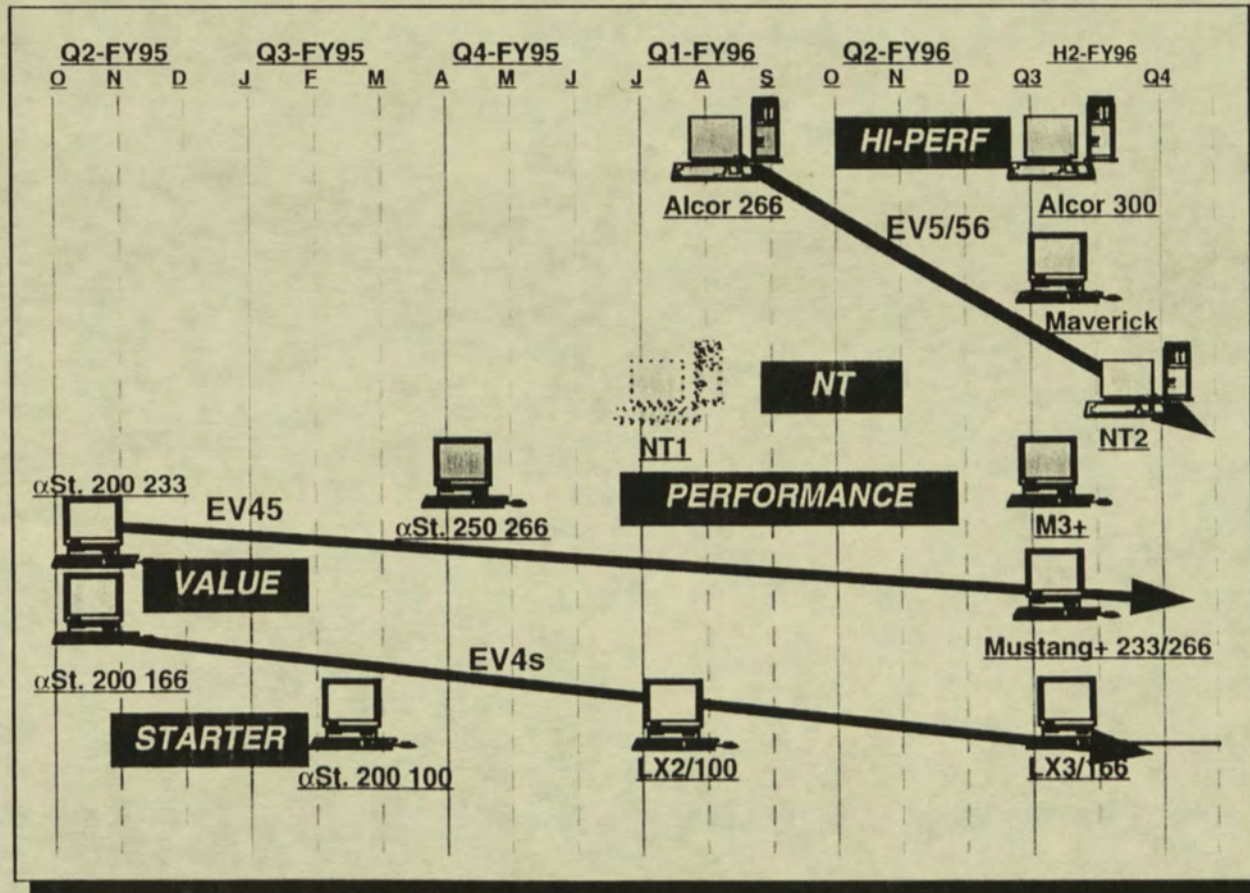 Q2-FY95 Q3-FY95 Q4-FY95 Q1-FY96 Q2-FY96 H2-FY96
O N D J F M A M J J A S O N D Q3 Q4
HI-PERF
Alcor 266 Alcor 300
EV5/56
Maverick
NT
NT1 NT2
αSt. 200 233
EV45
αSt. 250 266
PERFORMANCE
M3+
VALUE
Mustang+ 233/266
EV4s
αSt. 200 166
STARTER
αSt. 200 100
LX2/100
LX3/166